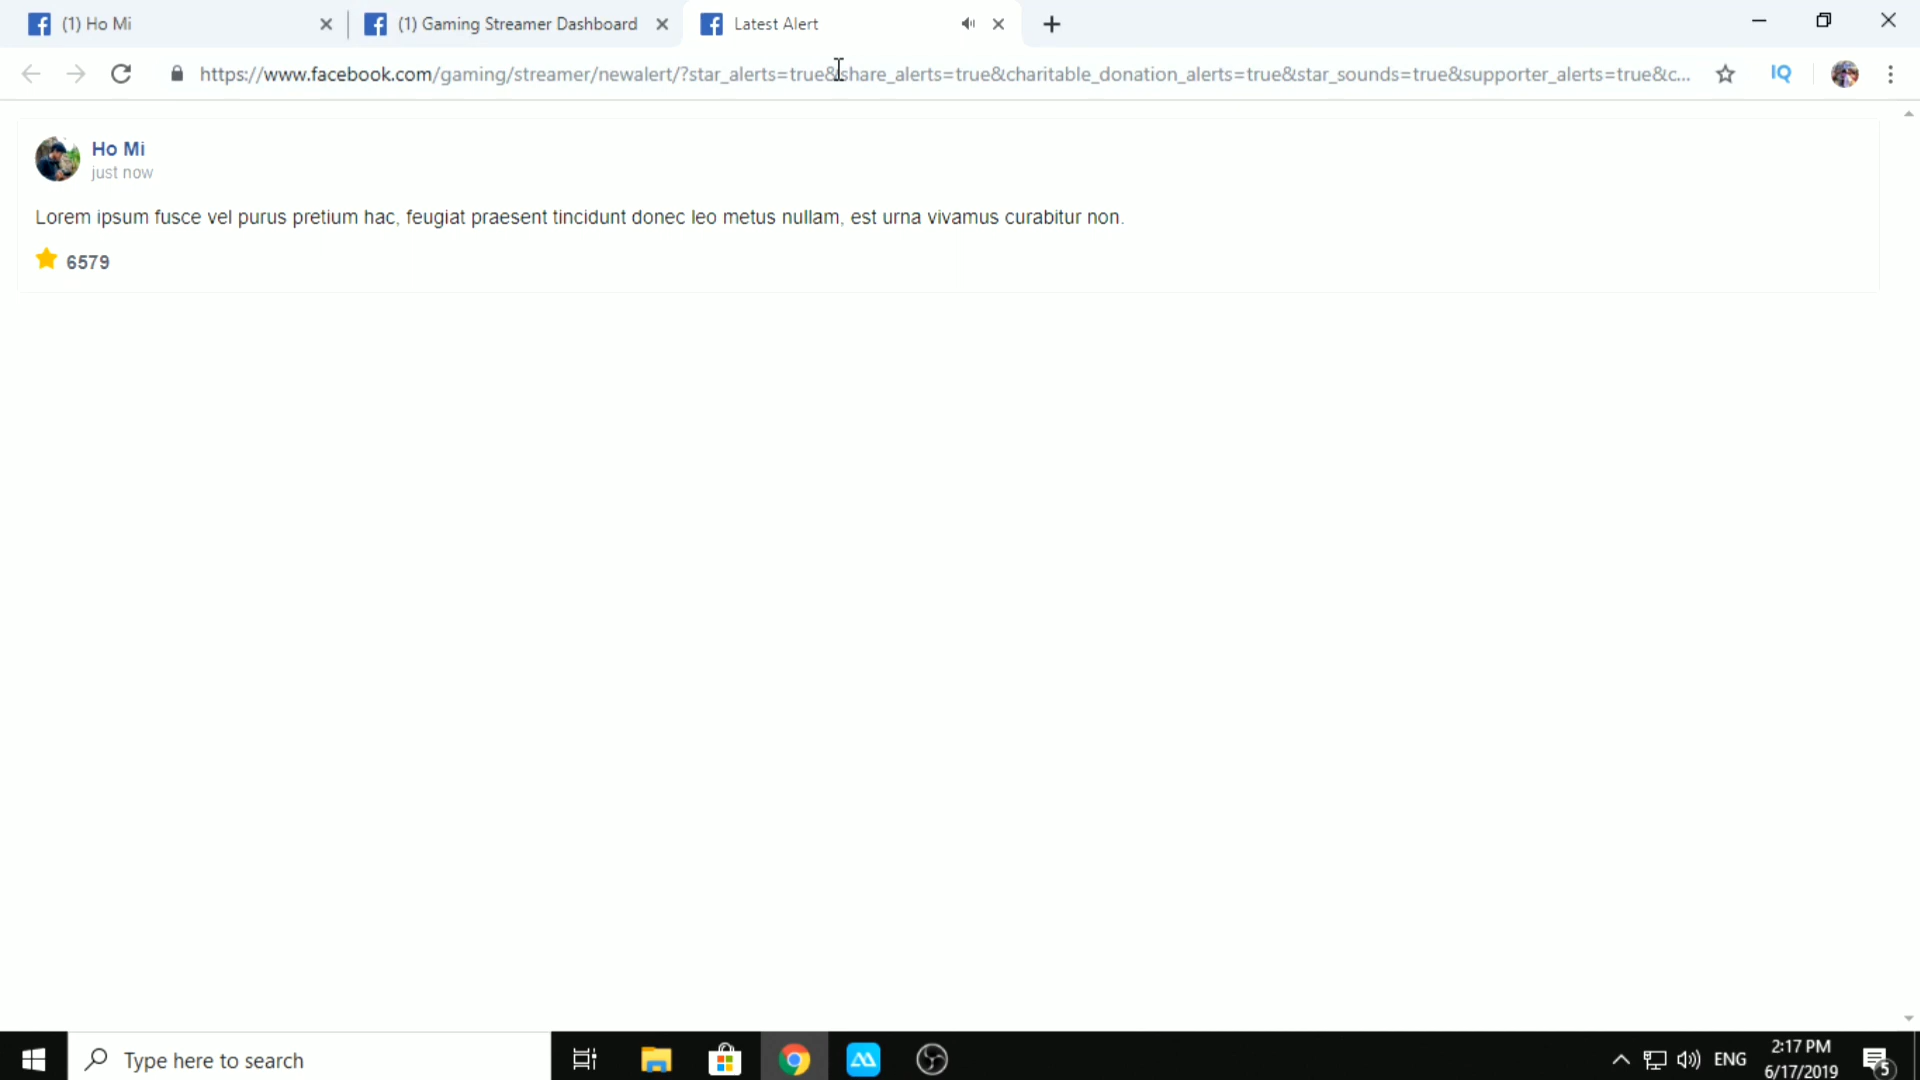 (1) Ho Mi
(1) Gaming Streamer Dashboard
Latest Alert
https://www.facebook.com/gaming/streamer/newalert/?star_alerts=true&share_alerts=true&charitable_donation_alerts=true&star_sounds=true&supporter_alerts=true&c...
IQ
Ho Mi
just now
Lorem ipsum fusce vel purus pretium hac, feugiat praesent tincidunt donec leo metus nullam, est urna vivamus curabitur non.
6579
Type here to search
ENG
2:17 PM
6/17/2019
5